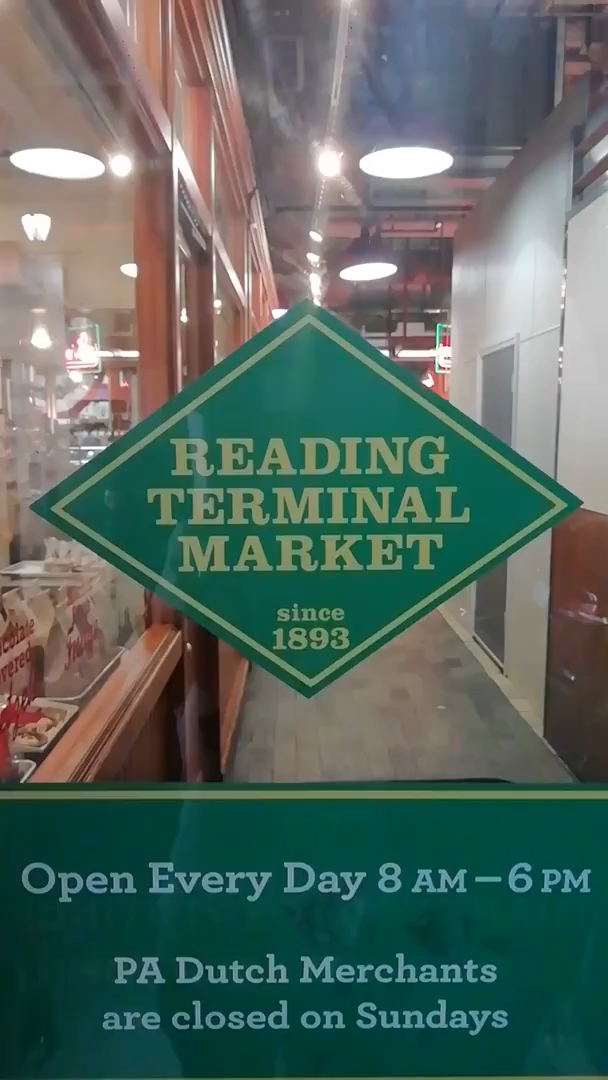 READING
TERMINAL
MARKET
since
1893
Open Every Day 8 AM – 6 PM
PA Dutch Merchants
are closed on Sundays